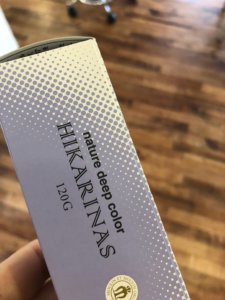 nature deep color
HIKARINAS
120G